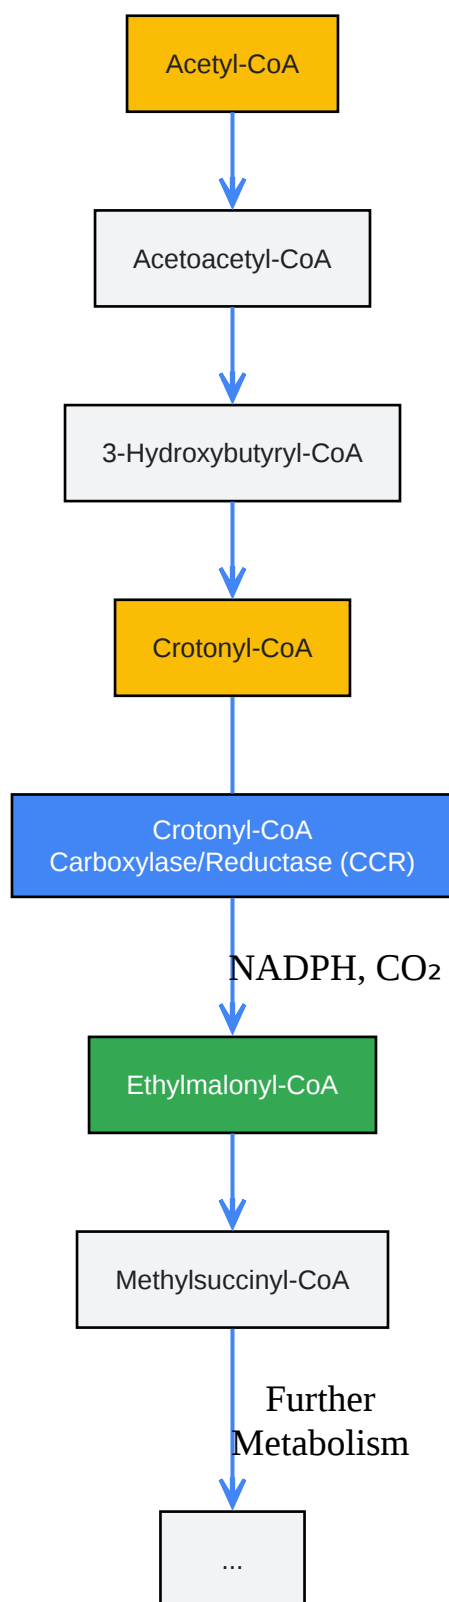 Acetyl-CoA
Acetoacetyl-CoA
3-Hydroxybutyryl-CoA
Crotonyl-CoA
Crotonyl-CoA
Carboxylase/Reductase (CCR)
NADPH, CO₂
Ethylmalonyl-CoA
Methylsuccinyl-CoA
Further
Metabolism
...